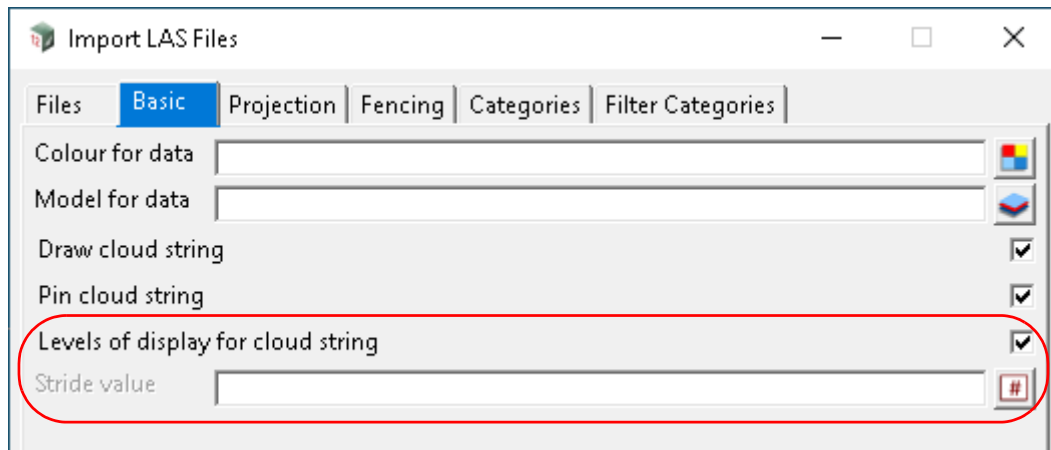 Import LAS Files
Files Basic Projection Fencing Categories Filter Categories
Colour for data
Model for data
Draw cloud string
Pin cloud string
Levels of display for cloud string
Stride value #